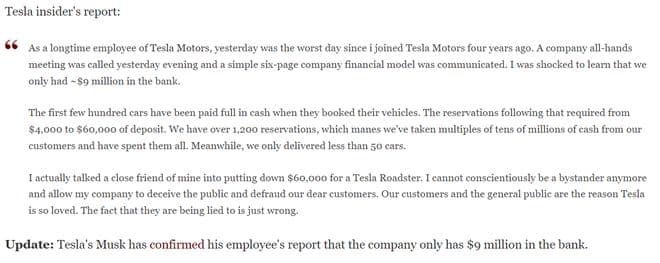 Tesla insider's report:
“
As a longtime employee of Tesla Motors, yesterday was the worst day since i joined Tesla Motors four years ago. A company all-hands
meeting was called yesterday evening and a simple six-page company financial model was communicated. I was shocked to learn that we
only had ~$9 million in the bank.
The first few hundred cars have been paid full in cash when they booked their vehicles. The reservations following that required from
$4,000 to $60,000 of deposit. We have over 1,200 reservations, which manes we've taken multiples of tens of millions of cash from our
customers and have spent them all. Meanwhile, we only delivered less than 50 cars.
I actually talked a close friend of mine into putting down $60,000 for a Tesla Roadster. I cannot conscientiously be a bystander anymore
and allow my company to deceive the public and defraud our dear customers. Our customers and the general public are the reason Tesla
is so loved. The fact that they are being lied to is just wrong.
Update: Tesla's Musk has confirmed his employee's report that the company only has $9 million in the bank.